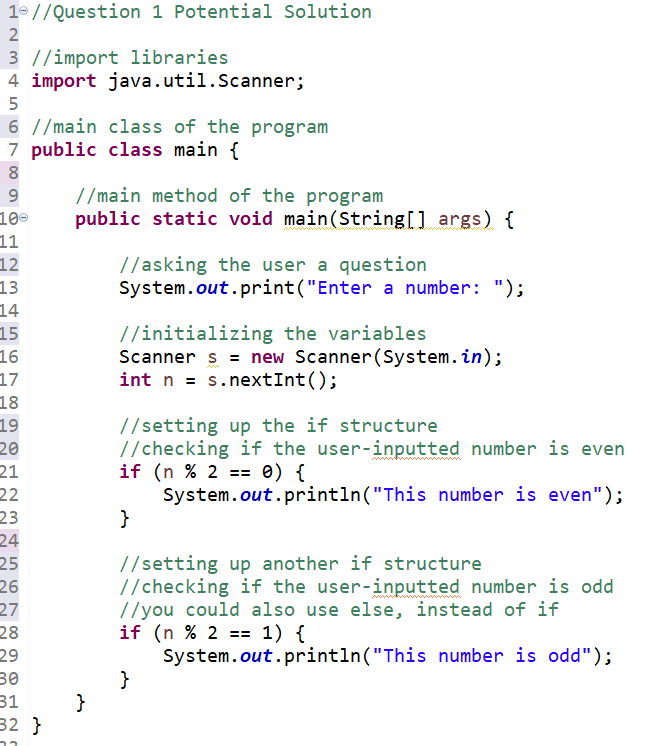 1 //Question 1 Potential Solution
2
3 //import libraries
4 import java.util.Scanner;
5
6 //main class of the program
7 public class main {
8
9     //main method of the program
10     public static void main(String[] args) {
11
12         //asking the user a question
13         System.out.print("Enter a number: ");
14
15         //initializing the variables
16         Scanner s = new Scanner(System.in);
17         int n = s.nextInt();
18
19         //setting up the if structure
20         //checking if the user-inputted number is even
21         if (n % 2 == 0) {
22             System.out.println("This number is even");
23         }
24
25         //setting up another if structure
26         //checking if the user-inputted number is odd
27         //you could also use else, instead of if
28         if (n % 2 == 1) {
29             System.out.println("This number is odd");
30         }
31     }
32 }